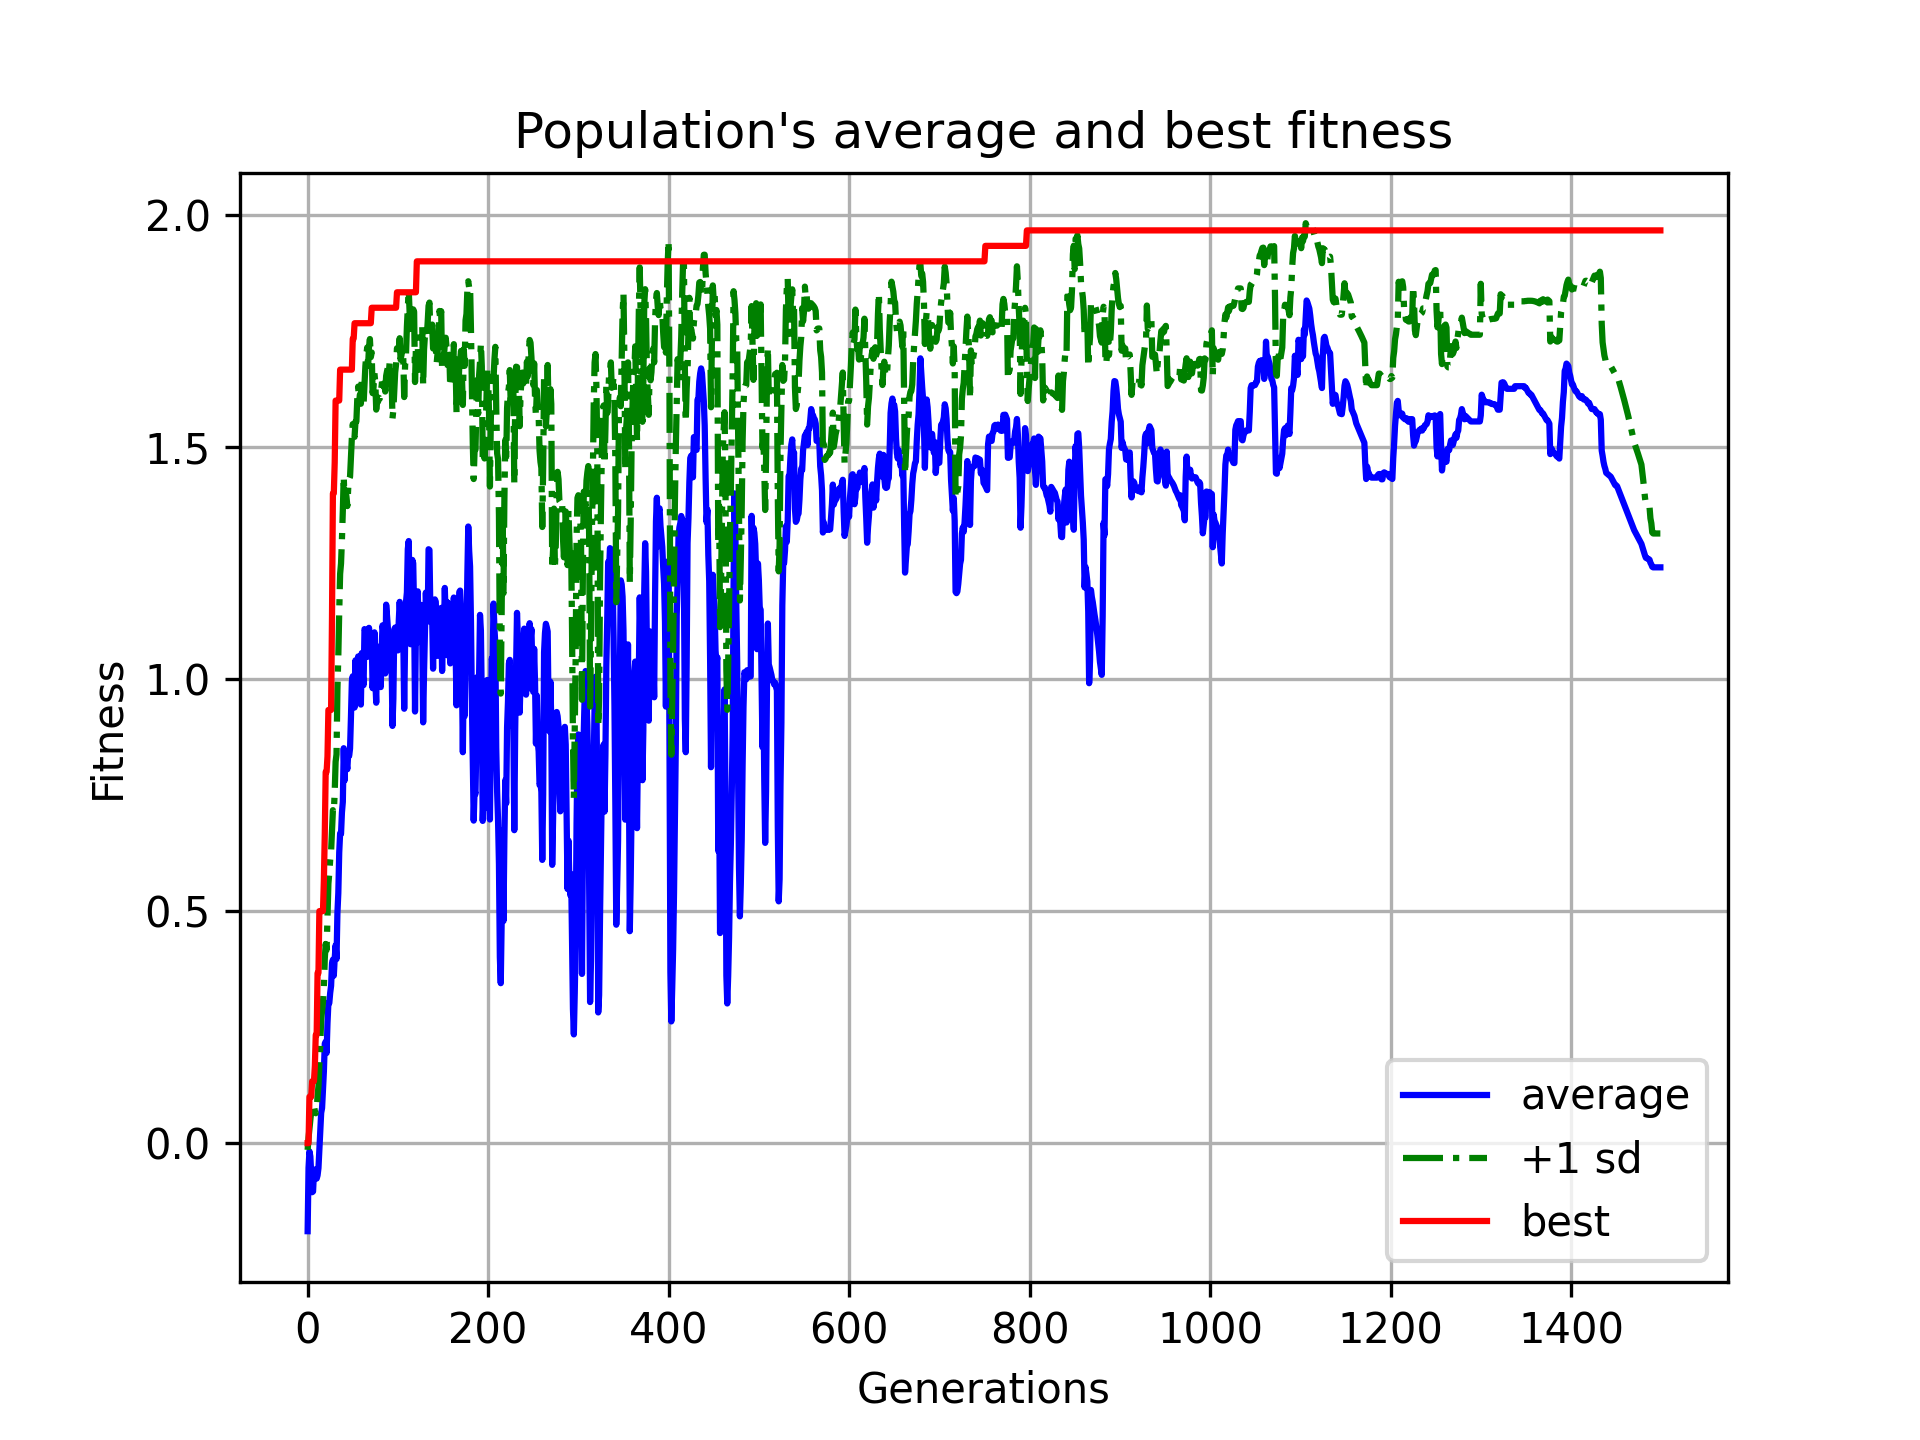 Population's average and best fitness
Fitness
2.0
1.5
1.0
0.5
0.0
0 200 400 600 800 1000 1200 1400
Generations
average
+1 sd
best